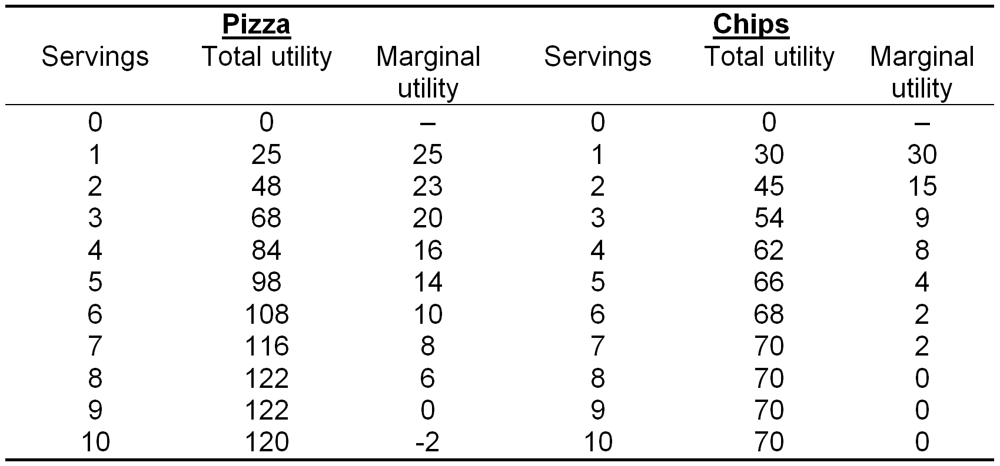 Pizza Chips
Servings Total utility Marginal utility Servings Total utility Marginal utility
0 0 – 0 0 –
1 25 25 1 30 30
2 48 23 2 45 15
3 68 20 3 54 9
4 84 16 4 62 8
5 98 14 5 66 4
6 108 10 6 68 2
7 116 8 7 70 2
8 122 6 8 70 0
9 122 0 9 70 0
10 120 -2 10 70 0